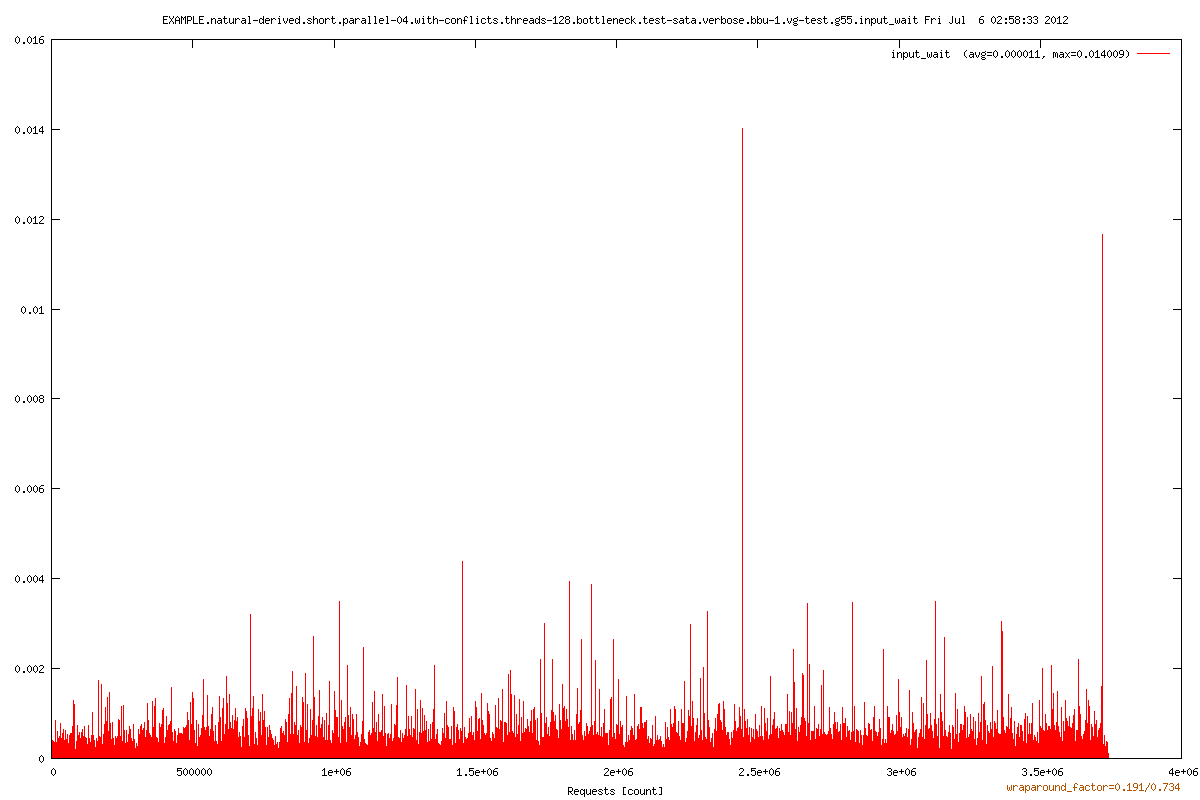 EXAMPLE.natural-derived.short.parallel-04.with-conflicts.threads-128.bottleneck.test-sata.verbose.bbu-1.vg-test.g55.input_wait Fri Jul  6 02:58:33 2012
input_wait  (avg=0.000011, max=0.014009)
0.016
0.014
0.012
0.01
0.008
0.006
0.004
0.002
0
0 500000 1e+06 1.5e+06 2e+06 2.5e+06 3e+06 3.5e+06 4e+06
Requests [count]
wraparound_factor=0.191/0.734